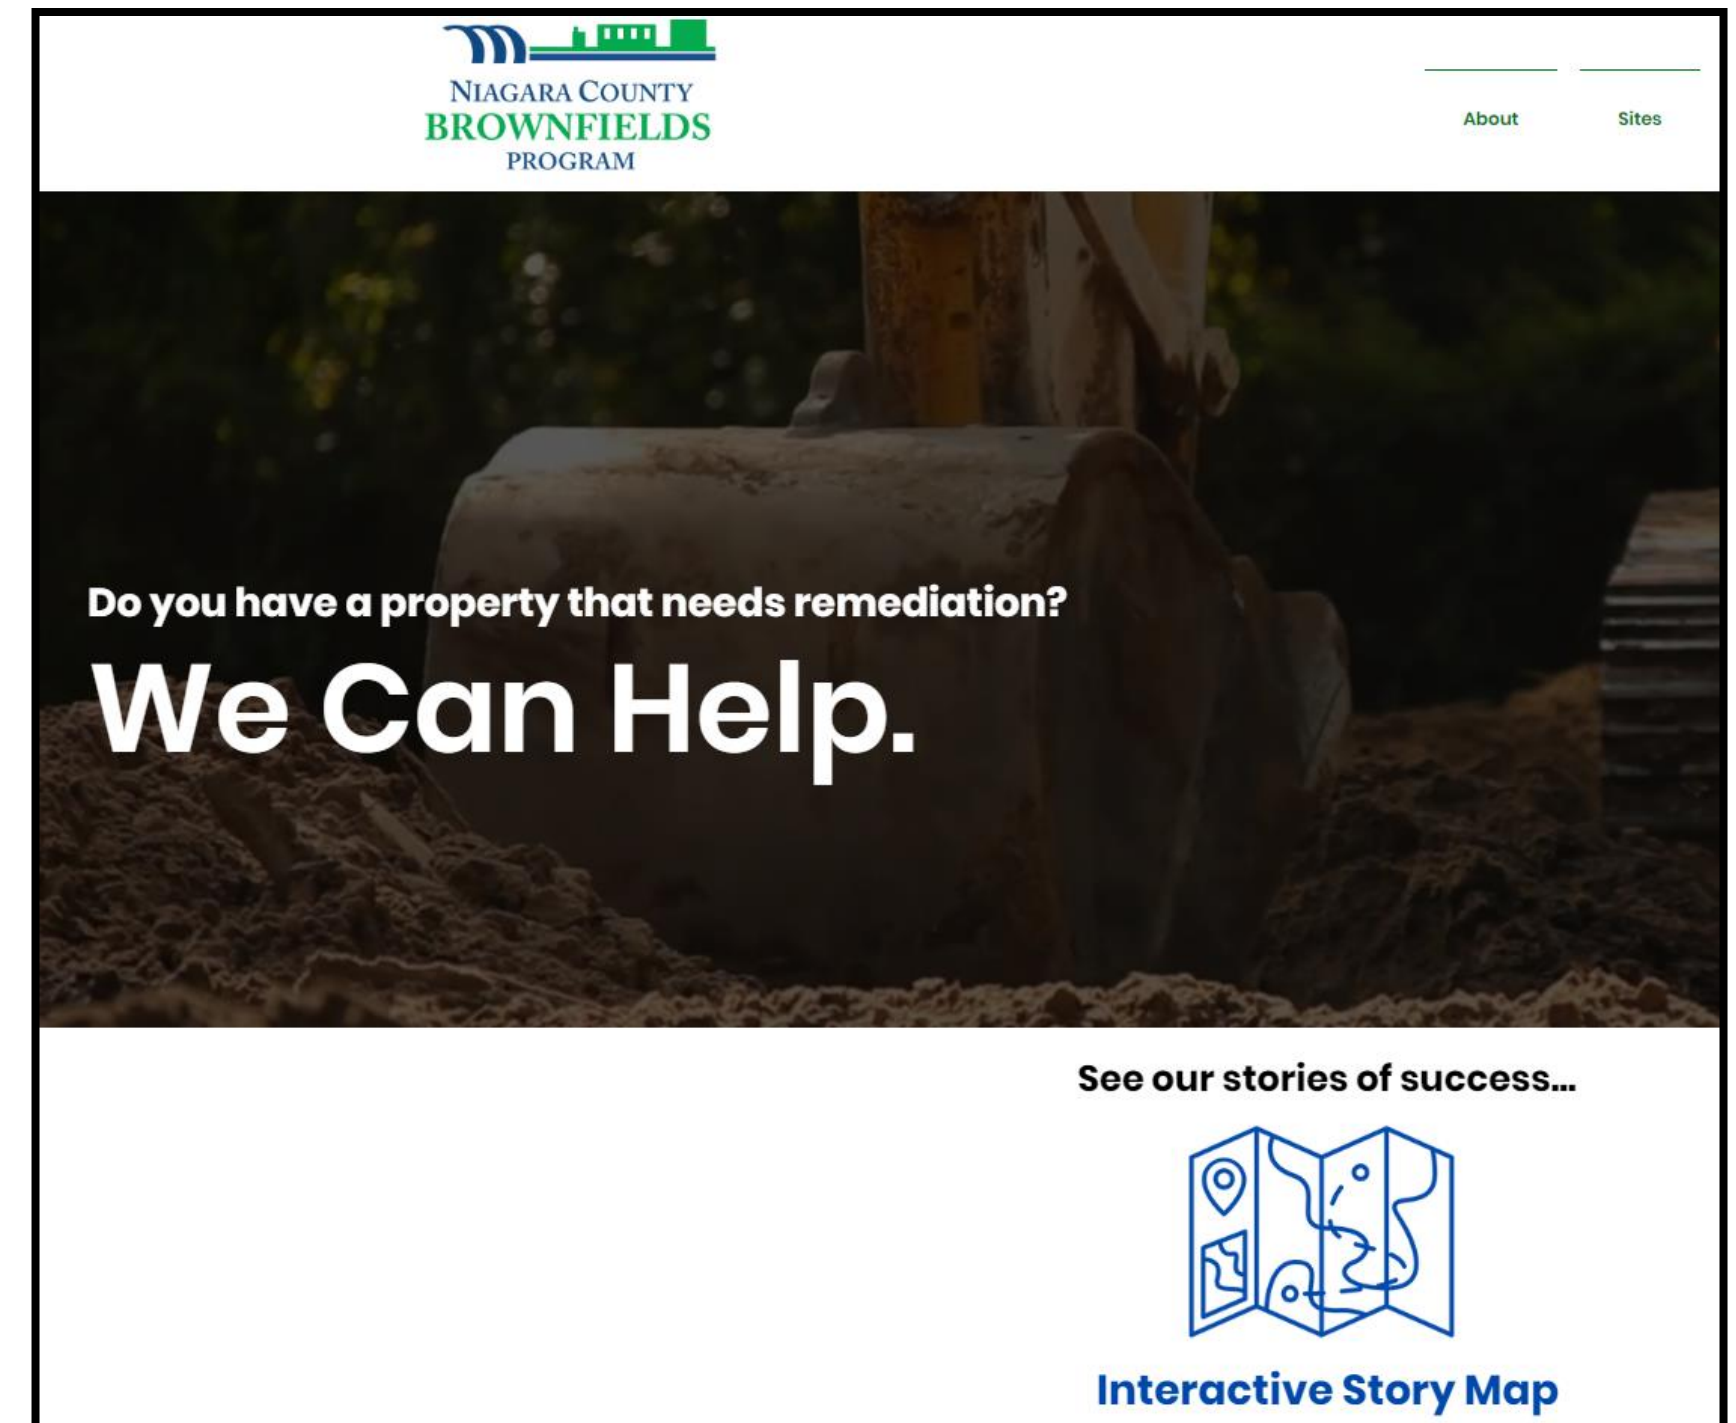 NIAGARA COUNTY
BROWNFIELDS
PROGRAM
About
Sites
Do you have a property that needs remediation?
We Can Help.
See our stories of success...
Interactive Story Map